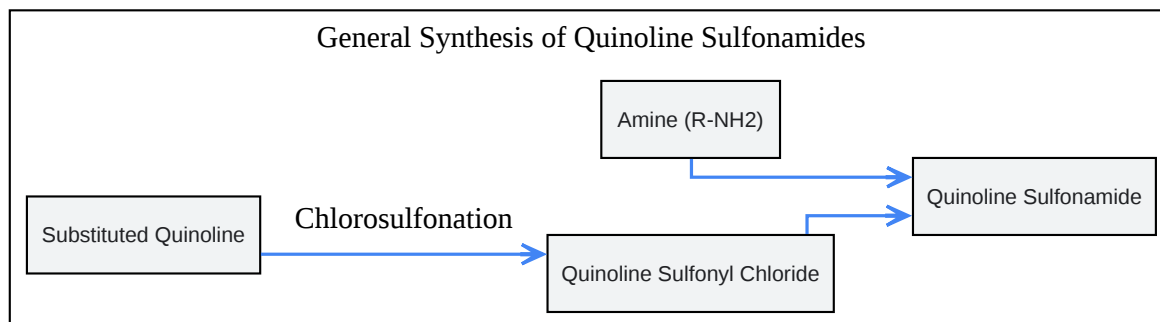 General Synthesis of Quinoline Sulfonamides
Amine (R-NH2)
Quinoline Sulfonamide
Substituted Quinoline
Chlorosulfonation
Quinoline Sulfonyl Chloride